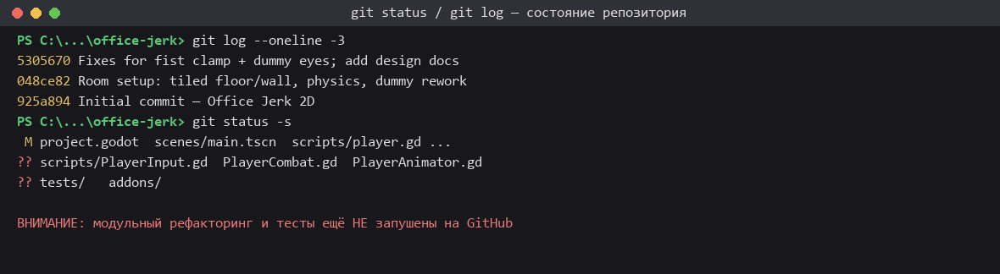 git status / git log — состояние репозитория
PS C:\...\office-jerk> git log --oneline -3
5305670 Fixes for fist clamp + dummy eyes; add design docs
048ce82 Room setup: tiled floor/wall, physics, dummy rework
925a894 Initial commit — Office Jerk 2D
PS C:\...\office-jerk> git status -s
 M project.godot  scenes/main.tscn  scripts/player.gd ...
?? scripts/PlayerInput.gd  PlayerCombat.gd  PlayerAnimator.gd
?? tests/   addons/
ВНИМАНИЕ: модульный рефакторинг и тесты ещё НЕ запушены на GitHub